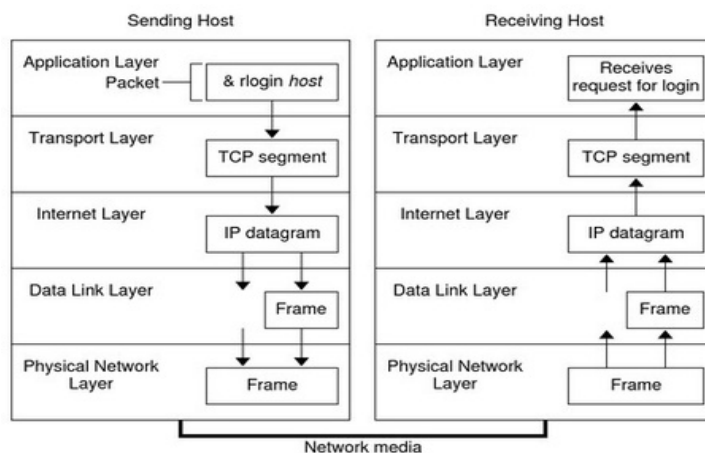 Sending Host
Application Layer
Packet
& rlogin host
Transport Layer
TCP segment
Internet Layer
IP datagram
Data Link Layer
Frame
Physical Network
Layer
Frame
Receiving Host
Application Layer
Receives
request for login
Transport Layer
TCP segment
Internet Layer
IP datagram
Data Link Layer
Frame
Physical Network
Layer
Frame
Network media